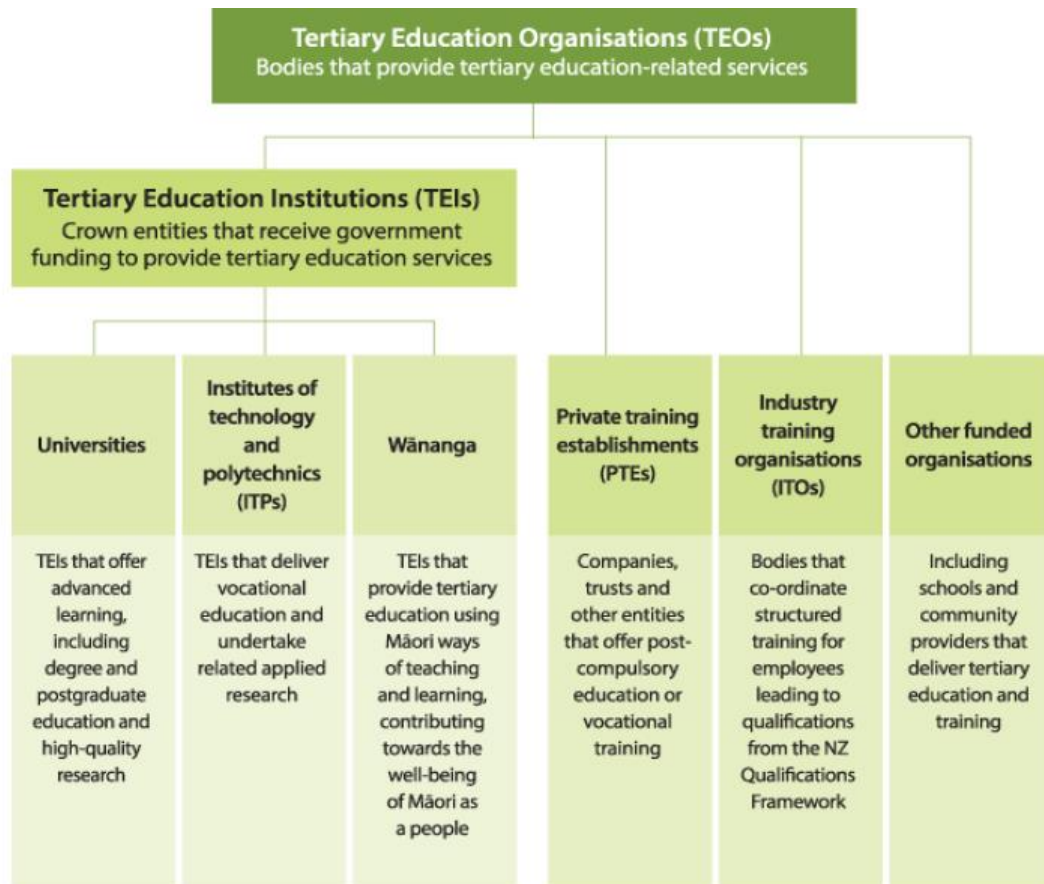 Tertiary Education Organisations (TEOs)
Bodies that provide tertiary education-related services
Tertiary Education Institutions (TEIs)
Crown entities that receive government
funding to provide tertiary education services
Universities
TEIs that offer
advanced
learning,
including
degree and
postgraduate
education and
high-quality
research
Institutes of
technology
and
polytechnics
(ITPs)
TEIs that deliver
vocational
education and
undertake
related applied
research
Wānanga
TEIs that
provide tertiary
education using
Māori ways
of teaching
and learning,
contributing
towards the
well-being
of Māori as
a people
Private training
establishments
(PTEs)
Companies,
trusts and
other entities
that offer post-
compulsory
education or
vocational
training
Industry
training
organisations
(ITOs)
Bodies that
co-ordinate
structured
training for
employees
leading to
qualifications
from the NZ
Qualifications
Framework
Other funded
organisations
Including
schools and
community
providers that
deliver tertiary
education and
training